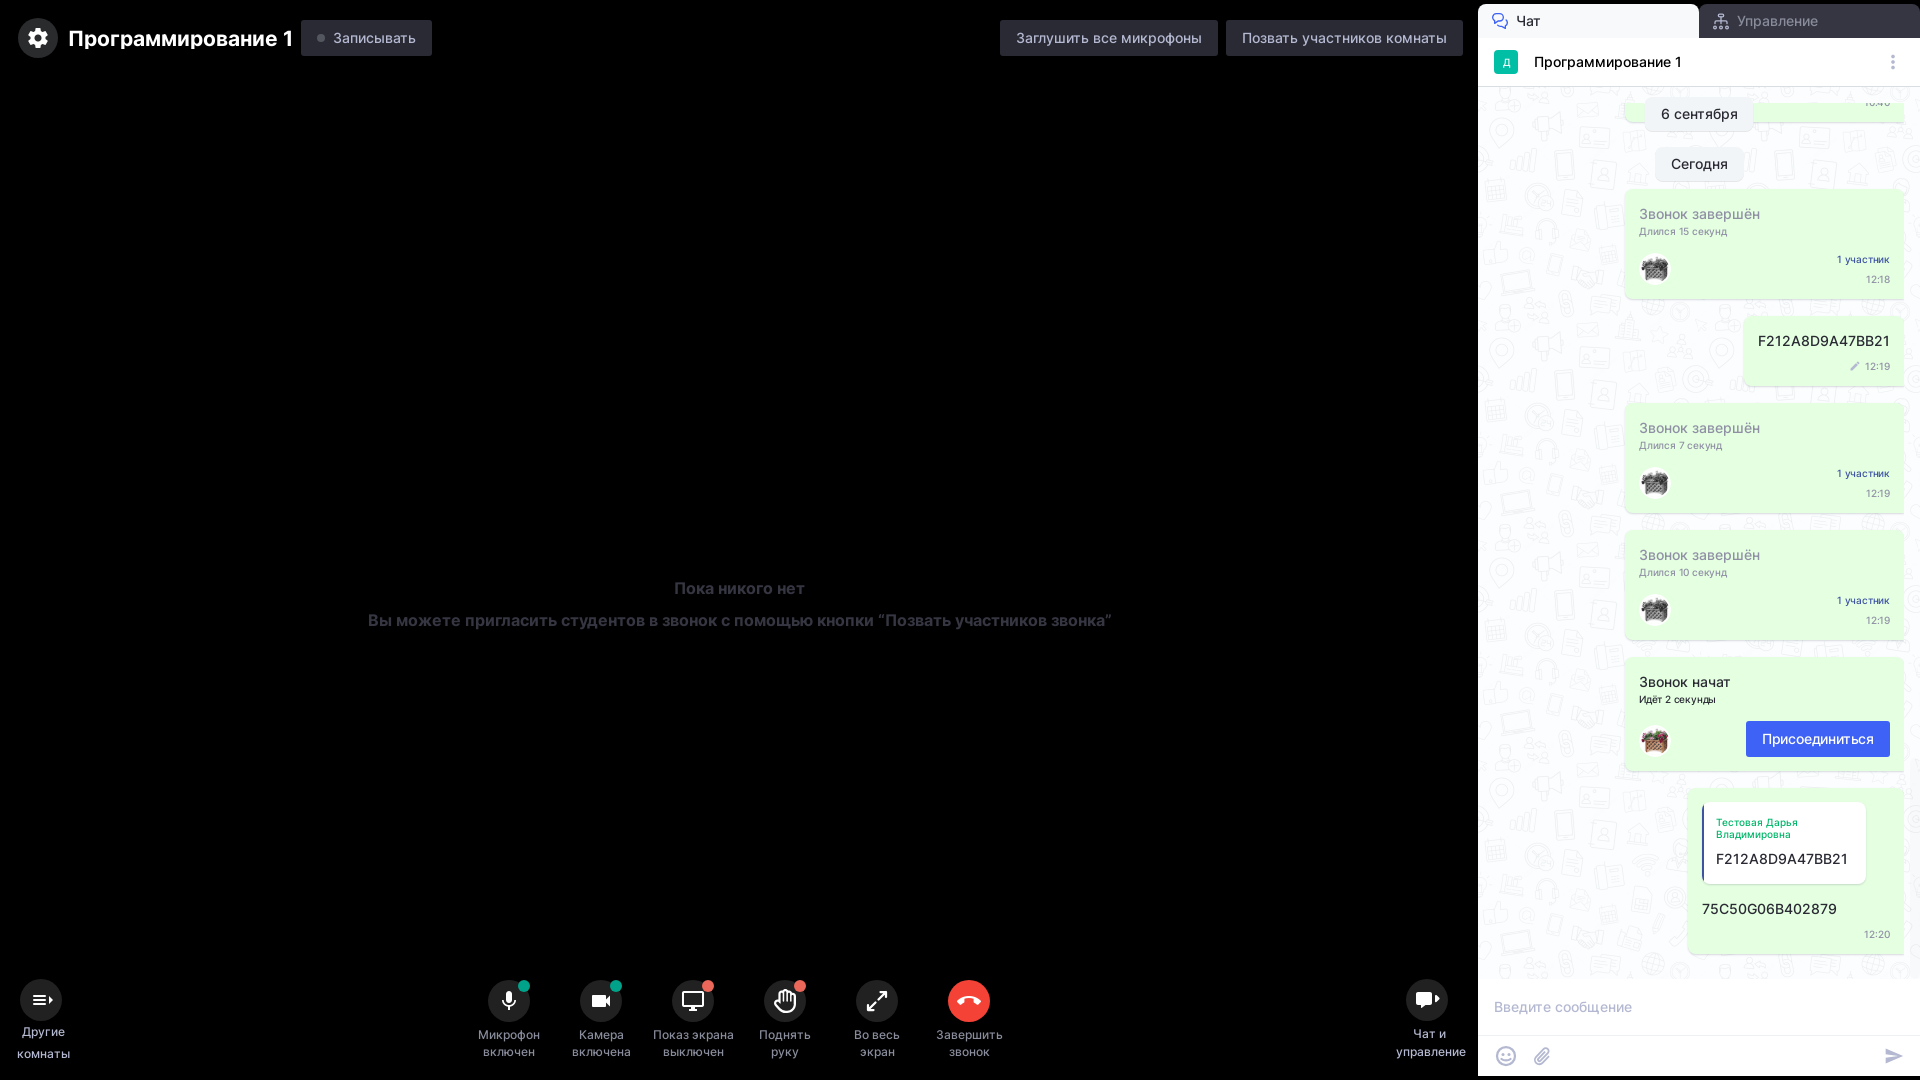 Программирование 1
Записывать
Заглушить все микрофоны
Позвать участников комнаты
Пока никого нет
Вы можете пригласить студентов в звонок с помощью кнопки “Позвать участников звонка”
Другие
комнаты
Микрофон
включен
Камера
включена
Показ экрана
выключен
Поднять
руку
Во весь
экран
Завершить
звонок
Чат и
управление
Чат
Управление
Д
Программирование 1
6 сентября
Сегодня
Звонок завершён
Длился 15 секунд
1 участник
12:18
F212A8D9A47BB21
12:19
Звонок завершён
Длился 7 секунд
1 участник
12:19
Звонок завершён
Длился 10 секунд
1 участник
12:19
Звонок начат
Идёт 2 секунды
Присоединиться
Тестовая Дарья
Владимировна
F212A8D9A47BB21
75C50G06B402879
12:20
Введите сообщение